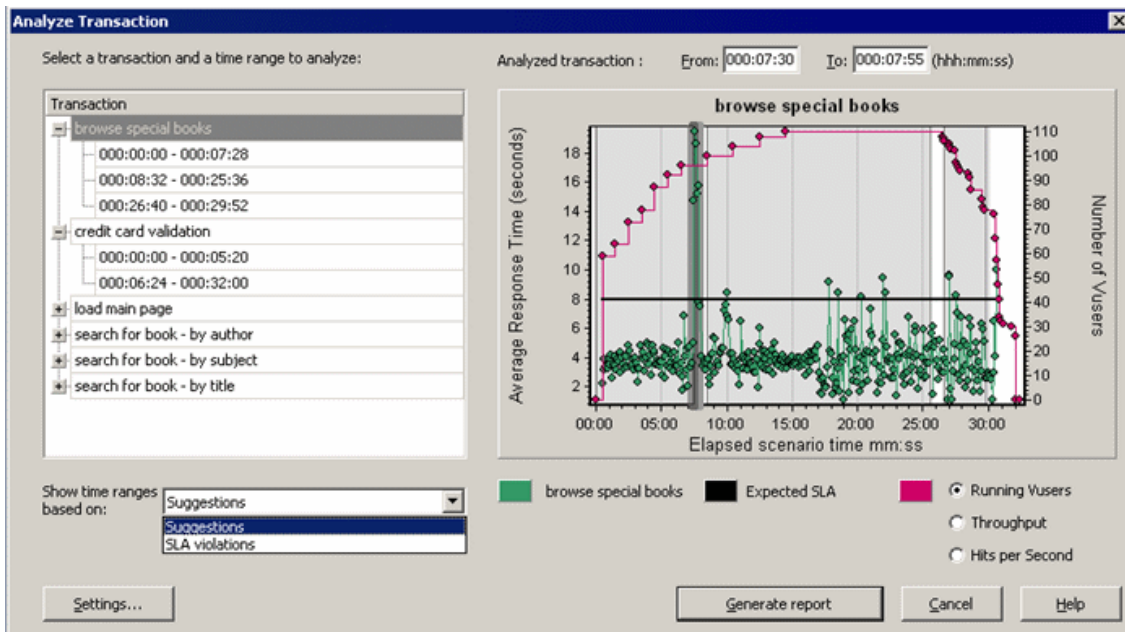 Analyze Transaction
Select a transaction and a time range to analyze:
Analyzed transaction : From: 000:07:30 To: 000:07:55 (hhh:mm:ss)
Transaction
browse special books
000:00:00 - 000:07:28
000:08:32 - 000:25:36
000:26:40 - 000:29:52
credit card validation
000:00:00 - 000:05:20
000:06:24 - 000:32:00
load main page
search for book - by author
search for book - by subject
search for book - by title
Show time ranges
based on:
Suggestions
Suggestions
SLA violations
browse special books
Average Response Time (seconds)
18
16
14
12
10
8
6
4
2
110
100
90
80
70
60
50
40
30
20
10
0
Number of Vusers
00:00 05:00 10:00 15:00 20:00 25:00 30:00
Elapsed scenario time mm:ss
browse special books Expected SLA Running Vusers
Throughput
Hits per Second
Settings... Generate report Cancel Help